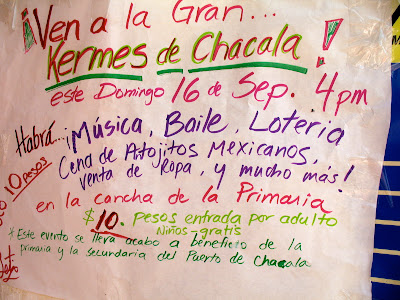 ¡Ven a la Gran... !
Kermes de Chacala
este Domingo 16 de Sep. 4pm
Habrá... ¡Música, Baile, Loteria
Cena de Atojitos Mexicanos,
venta de Ropa, y mucho más!
10 pesos
en la cancha de la Primaria
$10. pesos entrada por adulto
Niños-gratis
* Este evento se lleva acabo a beneficio de la
primaria y la secundaria del Puerto de Chacala